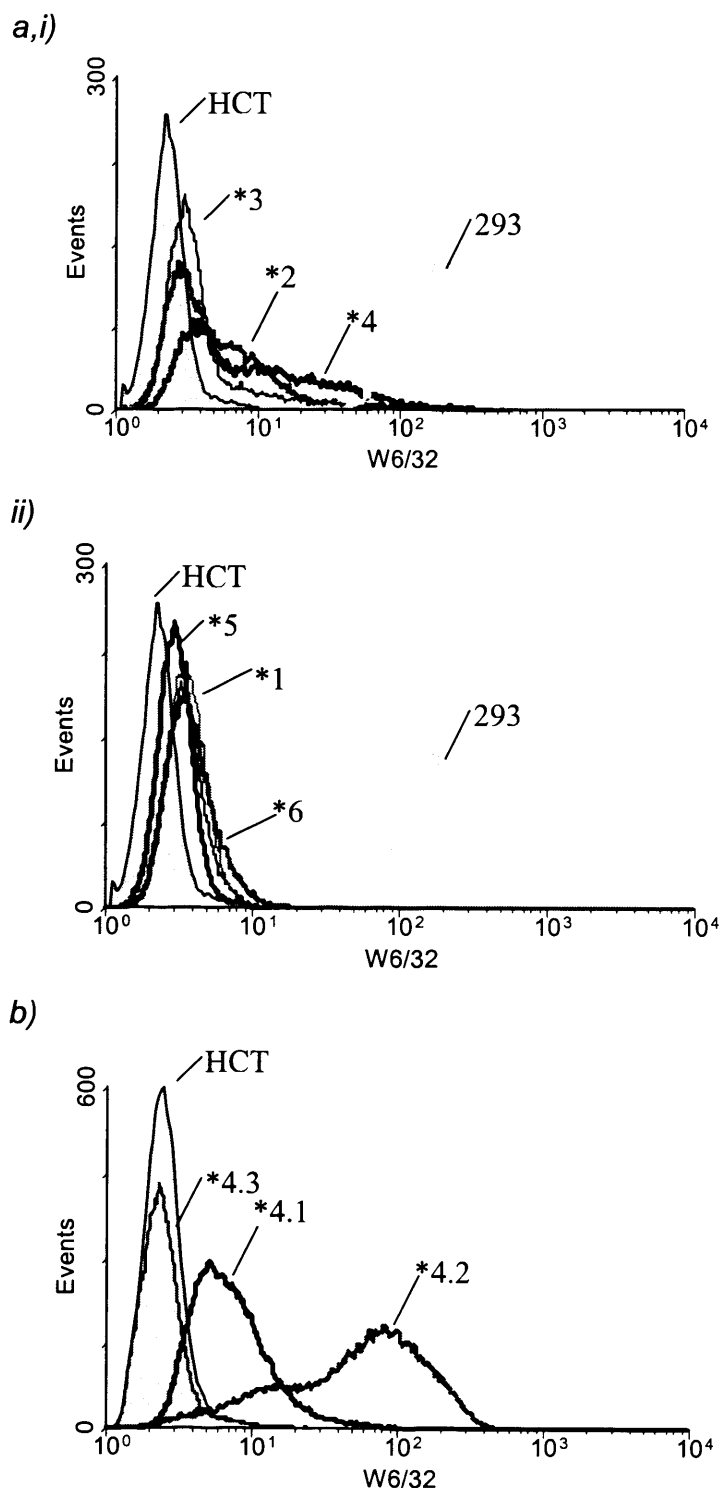 a,i)
300
HCT
*3
293
*2
*4
Events
0
10⁰ 10¹ 10² 10³ 10⁴
W6/32
ii)
300
HCT
*5
*1
293
*6
Events
0
10⁰ 10¹ 10² 10³ 10⁴
W6/32
b)
HCT
600
*4.3
*4.1
*4.2
Events
0
10⁰ 10¹ 10² 10³ 10⁴
W6/32